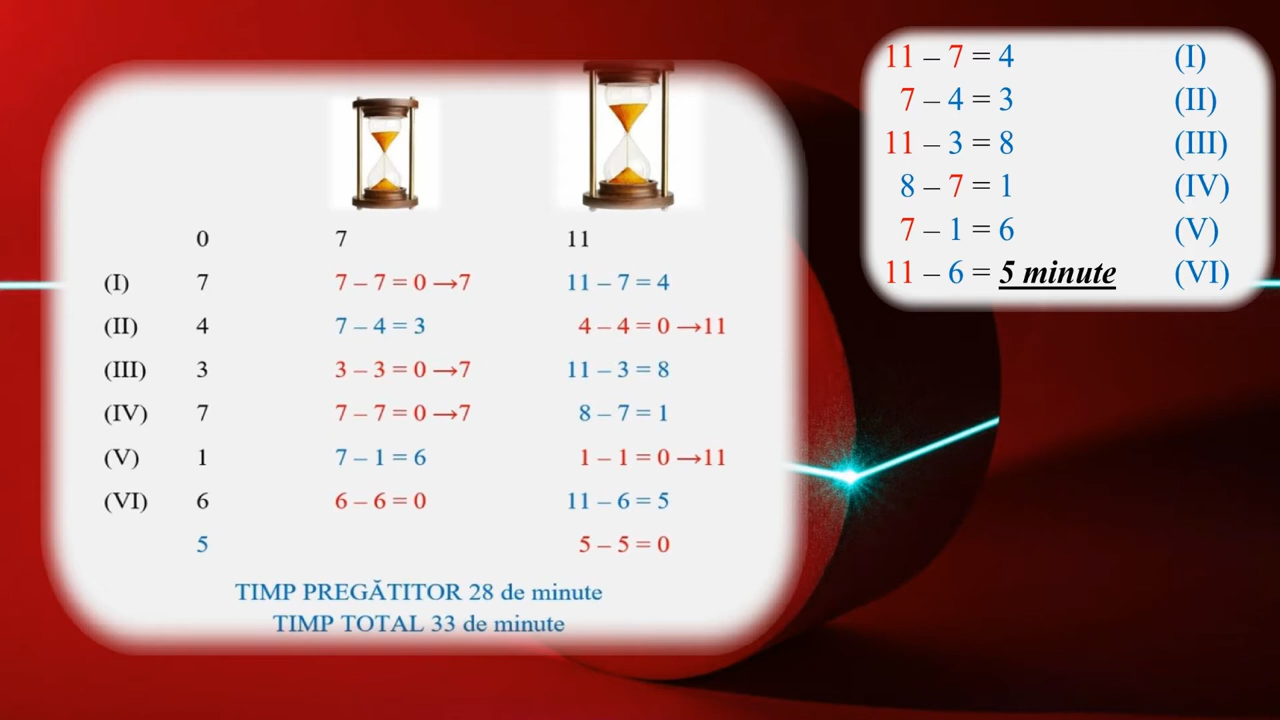 0 7 11
(I) 7 7 – 7 = 0 →7 11 – 7 = 4
(II) 4 7 – 4 = 3 4 – 4 = 0 →11
(III) 3 3 – 3 = 0 →7 11 – 3 = 8
(IV) 7 7 – 7 = 0 →7 8 – 7 = 1
(V) 1 7 – 1 = 6 1 – 1 = 0 →11
(VI) 6 6 – 6 = 0 11 – 6 = 5
5 5 – 5 = 0
TIMP PREGĂTITOR 28 de minute
TIMP TOTAL 33 de minute
11 – 7 = 4 (I)
7 – 4 = 3 (II)
11 – 3 = 8 (III)
8 – 7 = 1 (IV)
7 – 1 = 6 (V)
11 – 6 = 5 minute (VI)